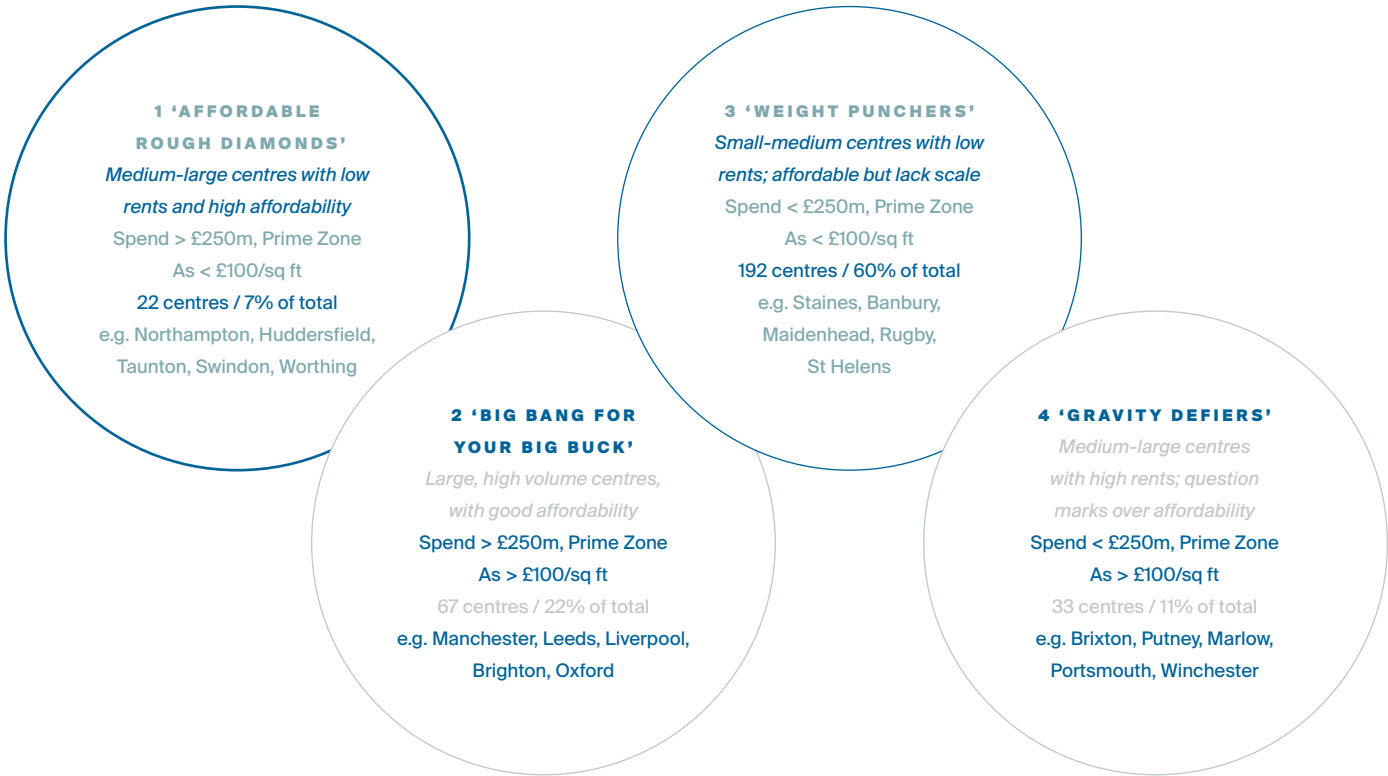 1 ‘AFFORDABLE
ROUGH DIAMONDS’
Medium-large centres with low
rents and high affordability
Spend > £250m, Prime Zone
As < £100/sq ft
22 centres / 7% of total
e.g. Northampton, Huddersfield,
Taunton, Swindon, Worthing
2 ‘BIG BANG FOR
YOUR BIG BUCK’
Large, high volume centres,
with good affordability
Spend > £250m, Prime Zone
As > £100/sq ft
67 centres / 22% of total
e.g. Manchester, Leeds, Liverpool,
Brighton, Oxford
3 ‘WEIGHT PUNCHERS’
Small-medium centres with low
rents; affordable but lack scale
Spend < £250m, Prime Zone
As < £100/sq ft
192 centres / 60% of total
e.g. Staines, Banbury,
Maidenhead, Rugby,
St Helens
4 ‘GRAVITY DEFIERS’
Medium-large centres
with high rents; question
marks over affordability
Spend < £250m, Prime Zone
As > £100/sq ft
33 centres / 11% of total
e.g. Brixton, Putney, Marlow,
Portsmouth, Winchester